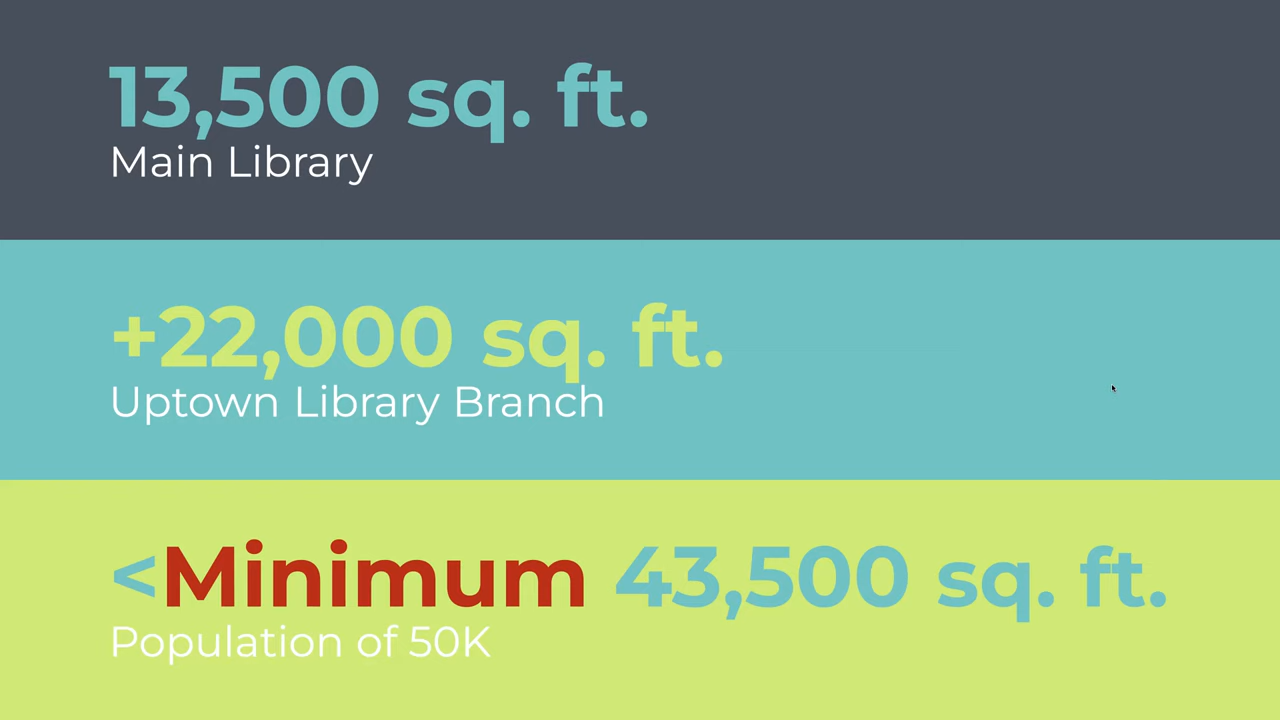 13,500 sq. ft.
Main Library
+22,000 sq. ft.
Uptown Library Branch
<Minimum 43,500 sq. ft.
Population of 50K